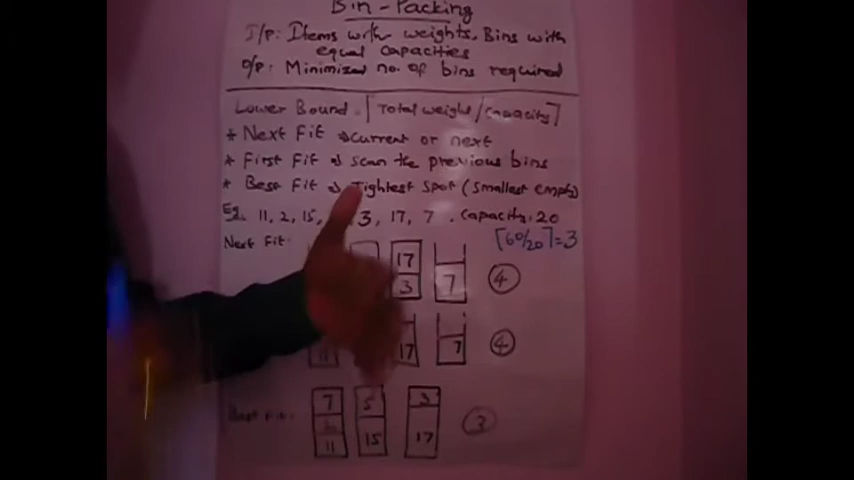 Bin - Packing
I/p: Items with weights. Bins with
equal capacities
O/p: Minimized no. of bins required
Lower Bound. ⌈Total weight/Capacity⌉
* Next Fit → current or next
* First Fit → scan the previous bins
* Best Fit → Tightest spot (smallest empty)
Eg. 11, 2, 15, 3, 17, 7. Capacity: 20
Next Fit: ⌈60/20⌉=3
17
3 7 4
17 7 4
7 5 3
Best Fit: 3
11 15 17